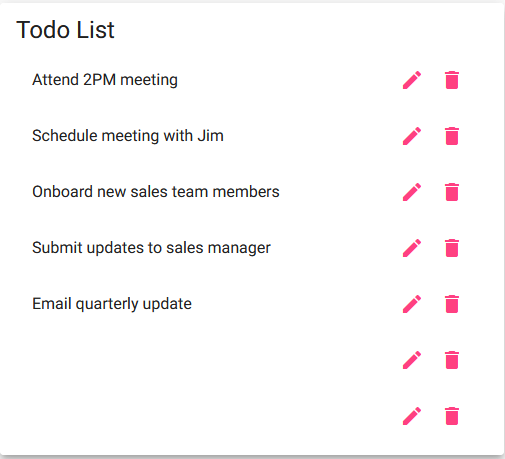 Todo List
Attend 2PM meeting
Schedule meeting with Jim
Onboard new sales team members
Submit updates to sales manager
Email quarterly update